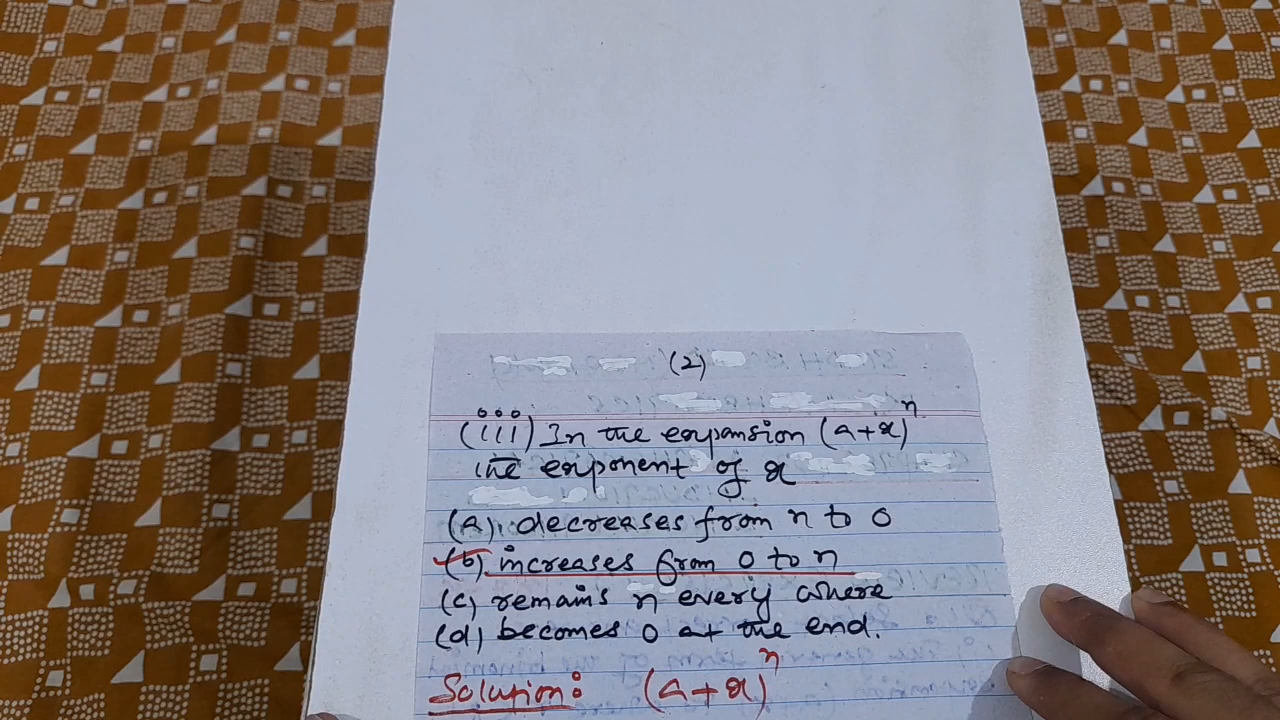 (2)
(iii) In the expansion (a+x)^n
the exponent of x
(a) decreases from n to 0
(b) increases from 0 to n
(c) remains n every where
(d) becomes 0 at the end.
Solution: (a+x)^n